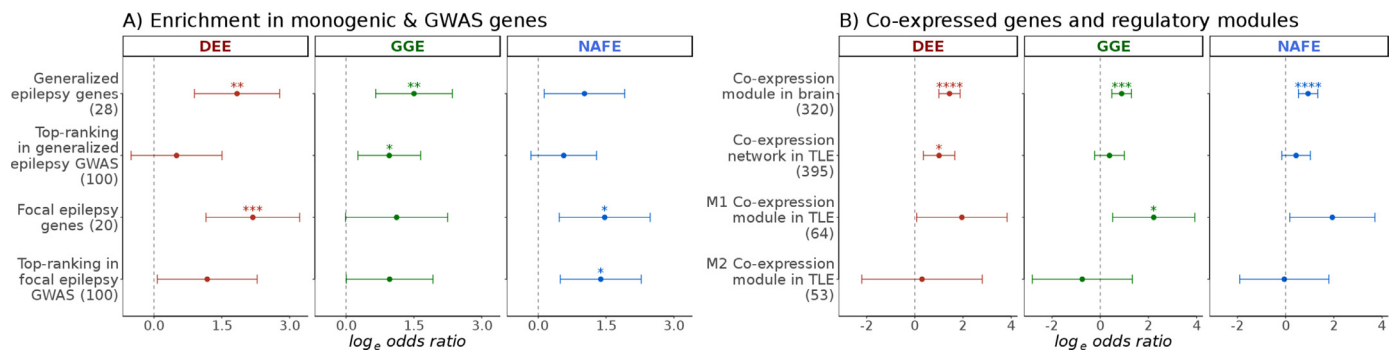 A) Enrichment in monogenic & GWAS genes
DEE
GGE
NAFE
Generalized
epilepsy genes
(28)
Top-ranking
in generalized
epilepsy GWAS
(100)
Focal epilepsy
genes (20)
Top-ranking in
focal epilepsy
GWAS (100)
**
**
*
***
*
*
0.0 1.5 3.0
0.0 1.5 3.0
0.0 1.5 3.0
logₑ odds ratio
B) Co-expressed genes and regulatory modules
DEE
GGE
NAFE
Co-expression
module in brain
(320)
Co-expression
network in TLE
(395)
M1 Co-expression
module in TLE
(64)
M2 Co-expression
module in TLE
(53)
****
***
****
*
*
-2 0 2 4
-2 0 2 4
-2 0 2 4
logₑ odds ratio